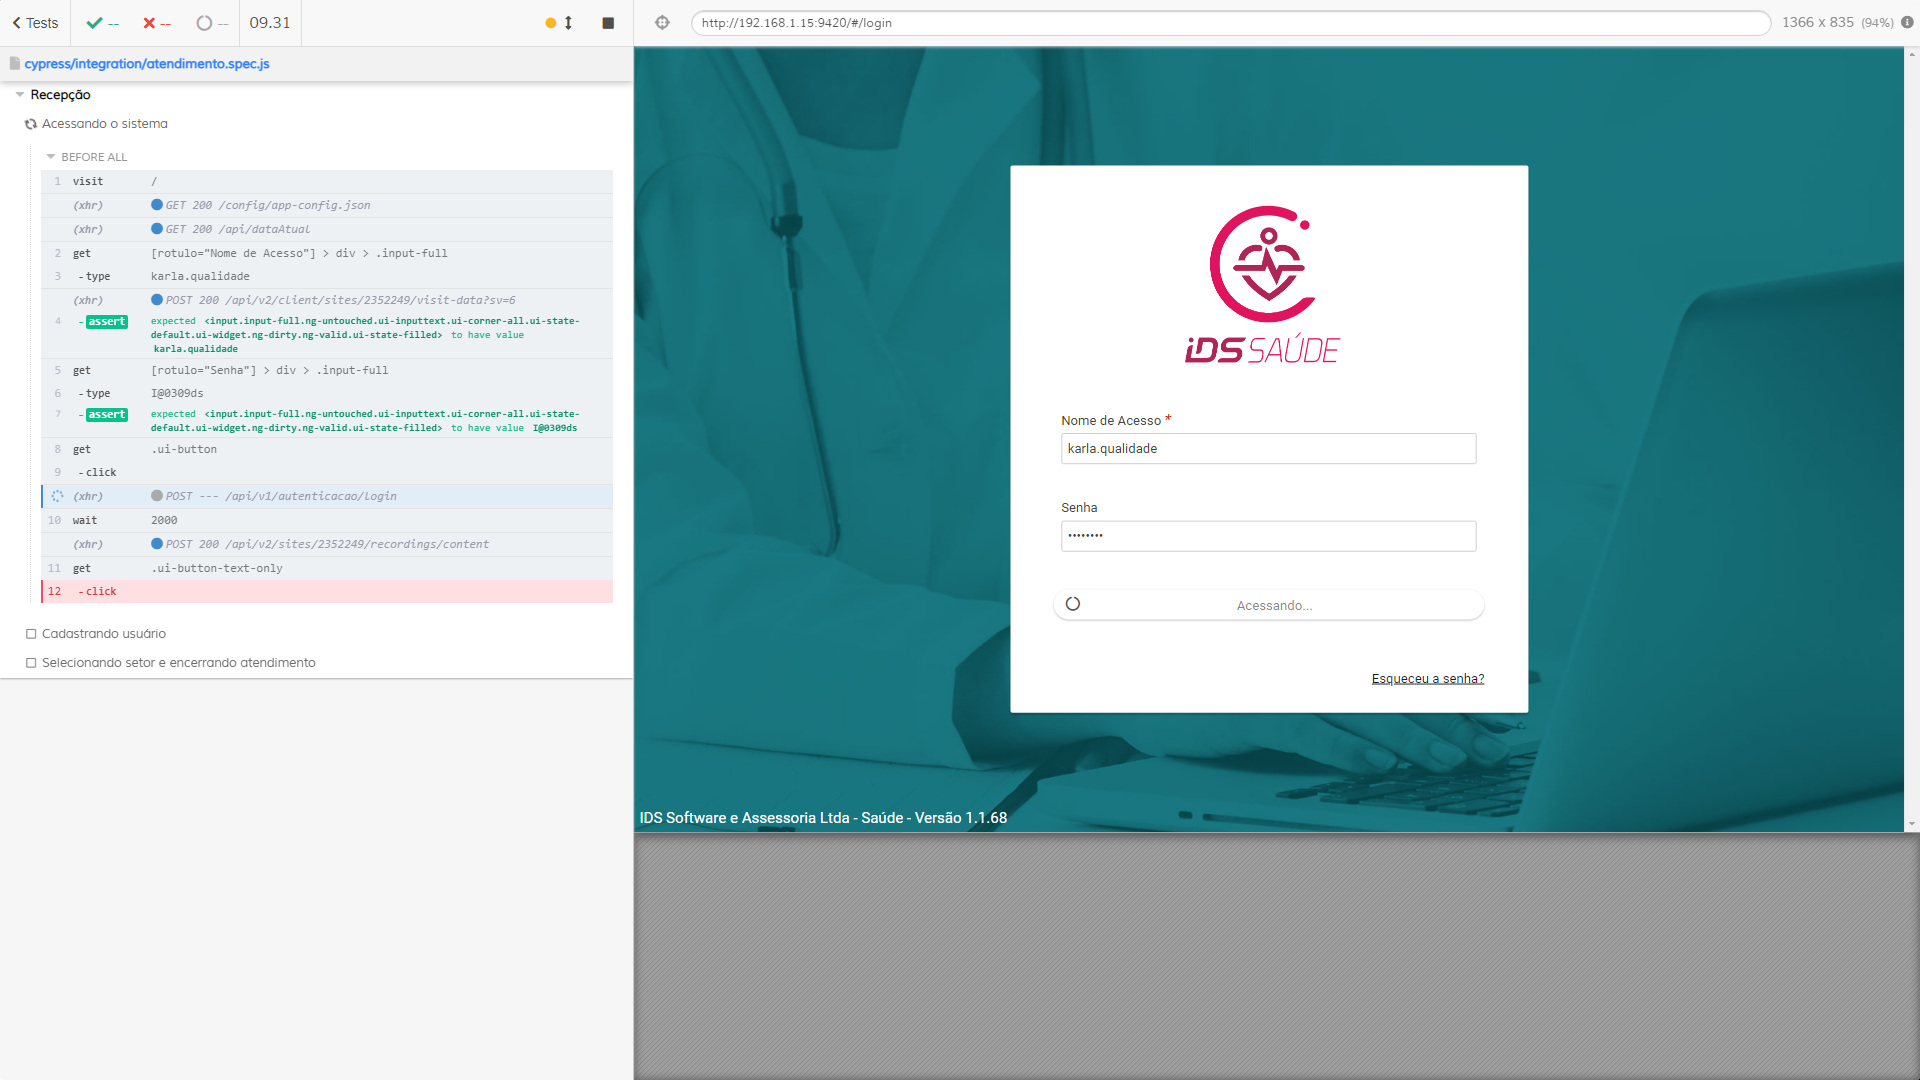 Tests
--
--
--
09.31
http://192.168.1.15:9420/#/login
1366 x 835 (94%)
cypress/integration/atendimento.spec.js
Recepção
Acessando o sistema
BEFORE ALL
1 visit /
(xhr) GET 200 /config/app-config.json
(xhr) GET 200 /api/dataAtual
2 get [rotulo="Nome de Acesso"] > div > .input-full
3 -type karla.qualidade
(xhr) POST 200 /api/v2/client/sites/2352249/visit-data?sv=6
4 -assert expected <input.input-full.ng-untouched.ui-inputtext.ui-corner-all.ui-state-
default.ui-widget.ng-dirty.ng-valid.ui-state-filled> to have value
karla.qualidade
5 get [rotulo="Senha"] > div > .input-full
6 -type I@0309ds
7 -assert expected <input.input-full.ng-untouched.ui-inputtext.ui-corner-all.ui-state-
default.ui-widget.ng-dirty.ng-valid.ui-state-filled> to have value I@0309ds
8 get .ui-button
9 -click
(xhr) POST --- /api/v1/autenticacao/login
10 wait 2000
(xhr) POST 200 /api/v2/sites/2352249/recordings/content
11 get .ui-button-text-only
12 -click
Cadastrando usuário
Selecionando setor e encerrando atendimento
iDS SAÚDE
Nome de Acesso *
karla.qualidade
Senha
••••••••
Acessando...
Esqueceu a senha?
IDS Software e Assessoria Ltda - Saúde - Versão 1.1.68